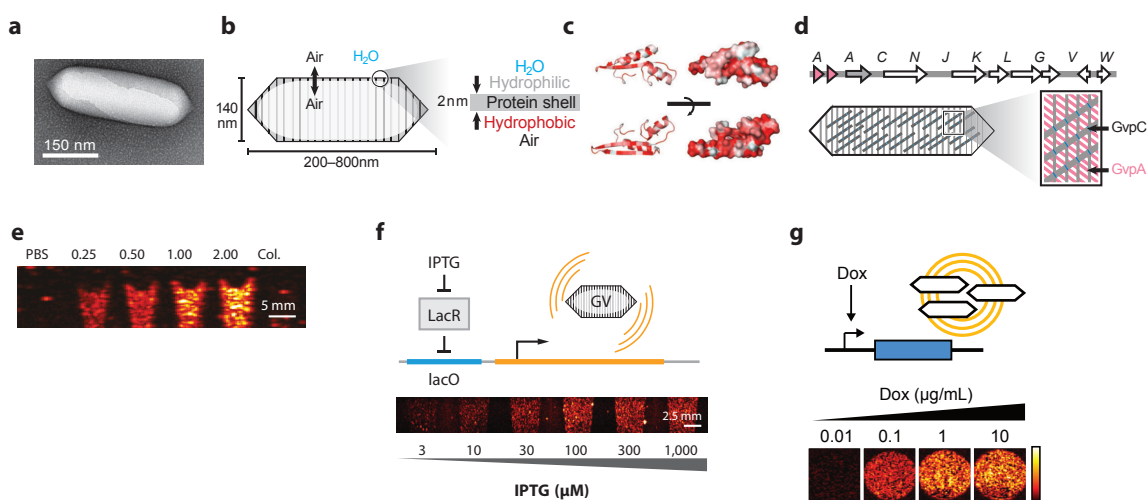 a
150 nm
b
Air
H₂O
Air
140
nm
200–800nm
H₂O
Hydrophilic
2nm
Protein shell
Hydrophobic
Air
c
d
A A C N J K L G V W
GvpC
GvpA
e
PBS 0.25 0.50 1.00 2.00 Col.
5 mm
f
IPTG
LacR
lacO
GV
2.5 mm
3 10 30 100 300 1,000
IPTG (μM)
g
Dox
Dox (μg/mL)
0.01 0.1 1 10